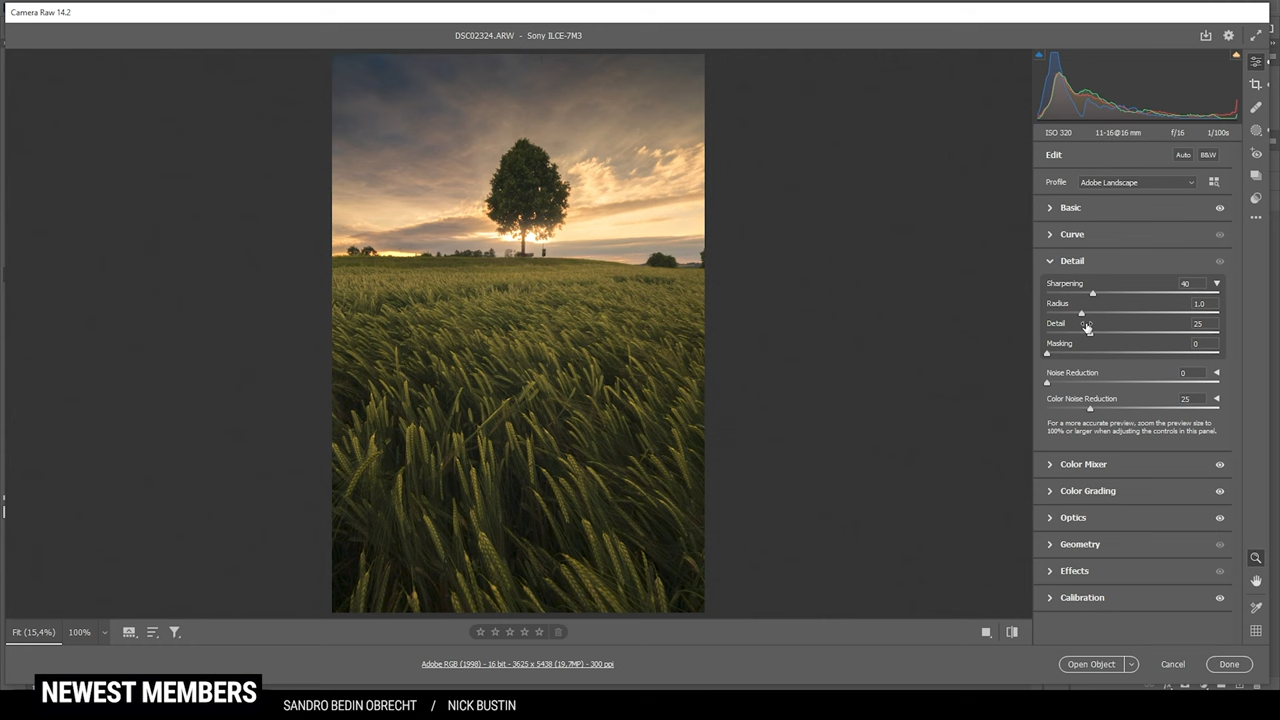 Camera Raw 14.2
DSC02324.ARW - Sony ILCE-7M3
ISO 320 11-16@16 mm f/16 1/100s
Edit Auto B&W
Profile Adobe Landscape
Basic
Curve
Detail
Sharpening 40
Radius 1.0
Detail 25
Masking 0
Noise Reduction 0
Color Noise Reduction 25
For a more accurate preview, zoom the preview size to
100% or larger when adjusting the controls in this panel.
Color Mixer
Color Grading
Optics
Geometry
Effects
Calibration
Fit (15,4%) 100%
Adobe RGB (1998) - 16 bit - 3625 x 5438 (19,7MP) - 300 ppi
Open Object Cancel Done
NEWEST MEMBERS
SANDRO BEDIN OBRECHT / NICK BUSTIN